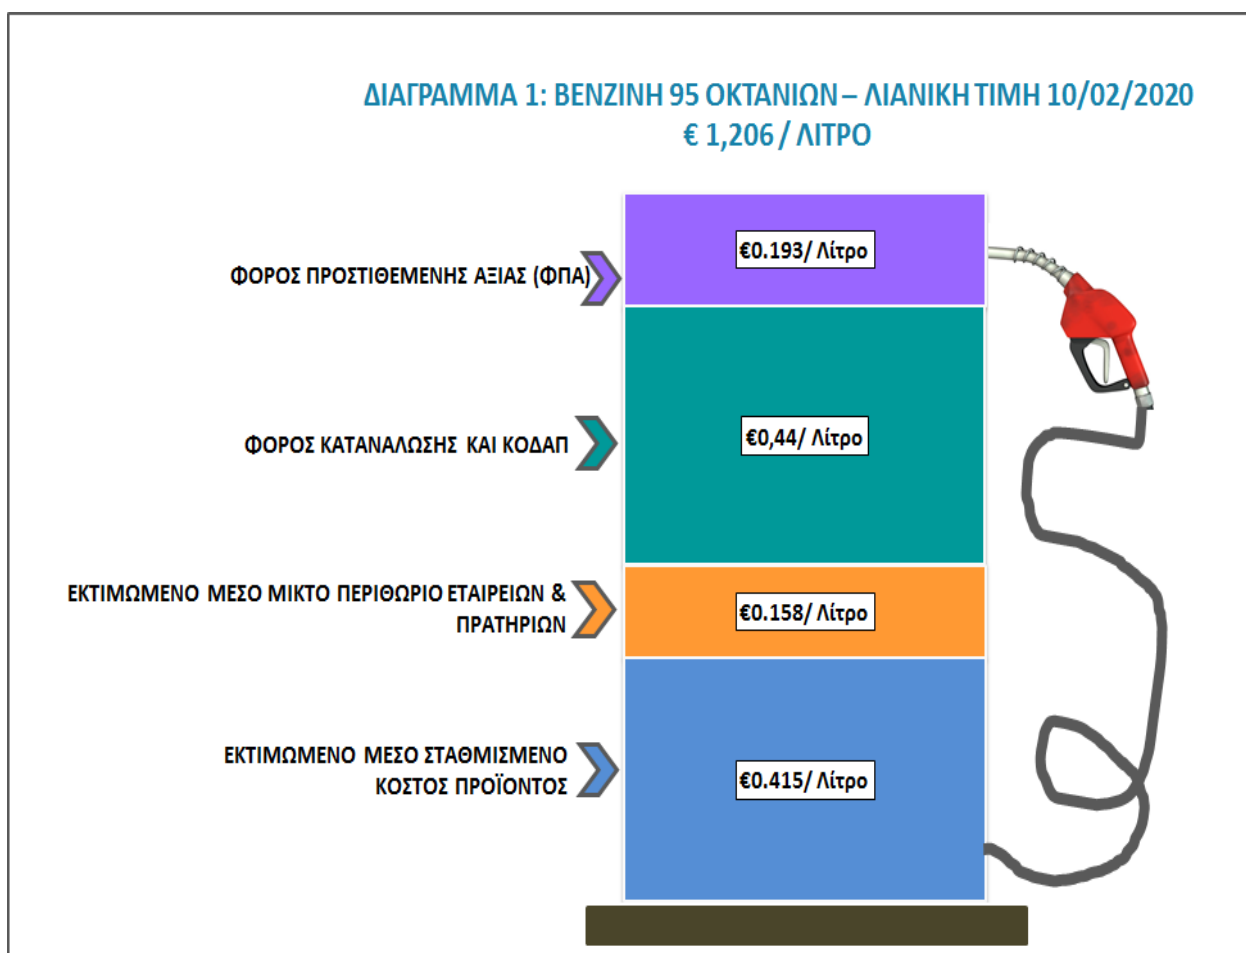 ΔΙΑΓΡΑΜΜΑ 1: ΒΕΝΖΙΝΗ 95 ΟΚΤΑΝΙΩΝ – ΛΙΑΝΙΚΗ ΤΙΜΗ 10/02/2020
€ 1,206 / ΛΙΤΡΟ
€0.193/ Λίτρο
ΦΟΡΟΣ ΠΡΟΣΤΙΘΕΜΕΝΗΣ ΑΞΙΑΣ (ΦΠΑ)
€0,44/ Λίτρο
ΦΟΡΟΣ ΚΑΤΑΝΑΛΩΣΗΣ ΚΑΙ ΚΟΔΑΠ
ΕΚΤΙΜΩΜΕΝΟ ΜΕΣΟ ΜΙΚΤΟ ΠΕΡΙΘΩΡΙΟ ΕΤΑΙΡΕΙΩΝ &
ΠΡΑΤΗΡΙΩΝ
€0.158/ Λίτρο
ΕΚΤΙΜΩΜΕΝΟ ΜΕΣΟ ΣΤΑΘΜΙΣΜΕΝΟ
ΚΟΣΤΟΣ ΠΡΟΪΟΝΤΟΣ
€0.415/ Λίτρο